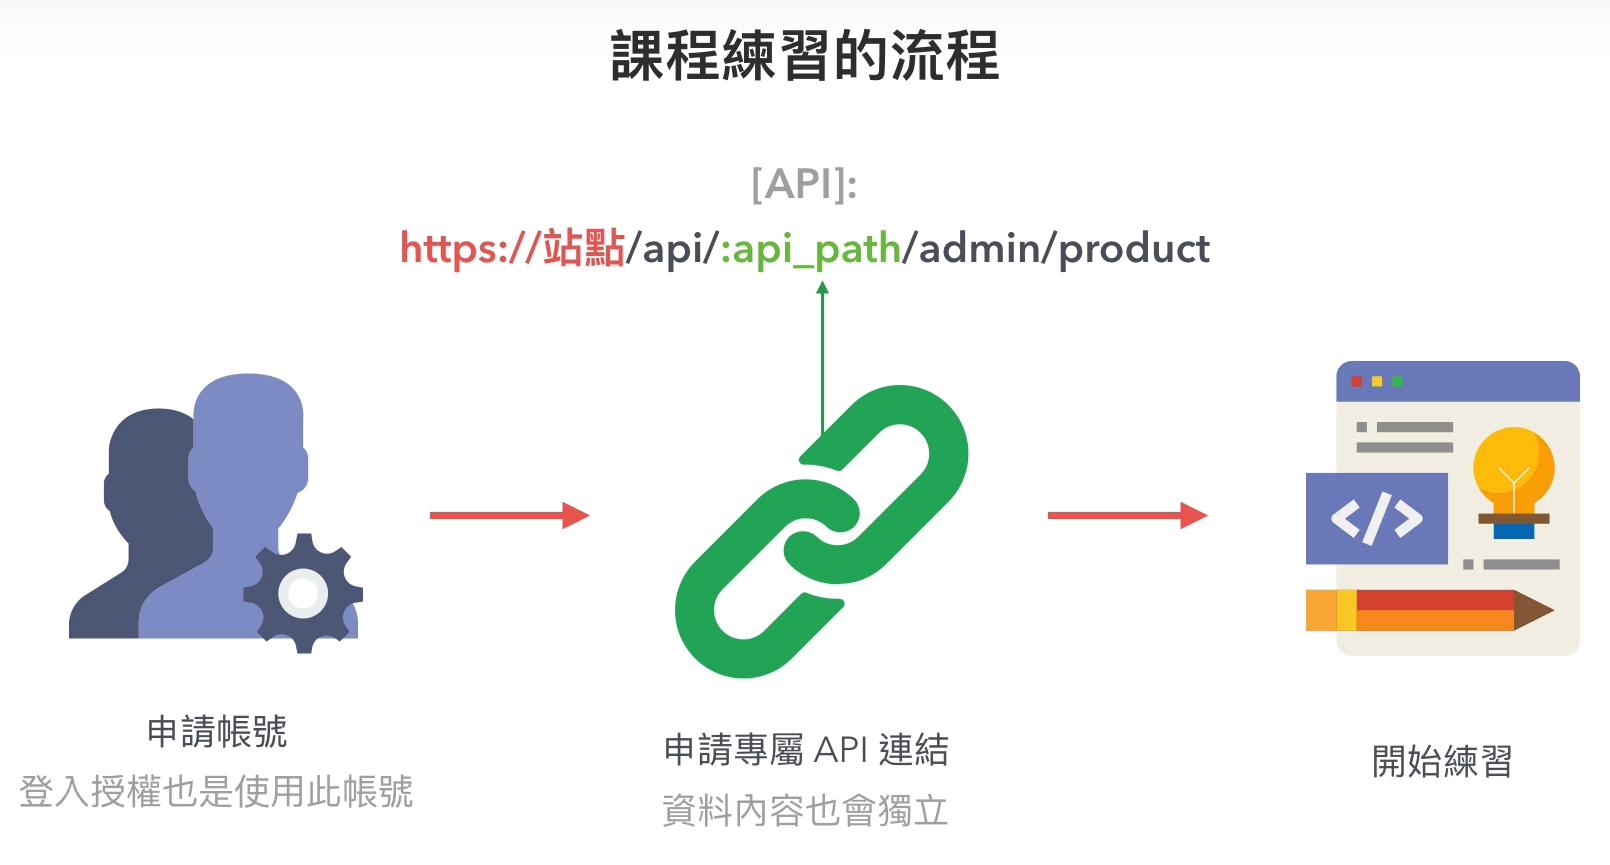 課程練習的流程
[API]:
https://站點/api/:api_path/admin/product
</>
申請帳號
登入授權也是使用此帳號
申請專屬 API 連結
資料內容也會獨立
開始練習